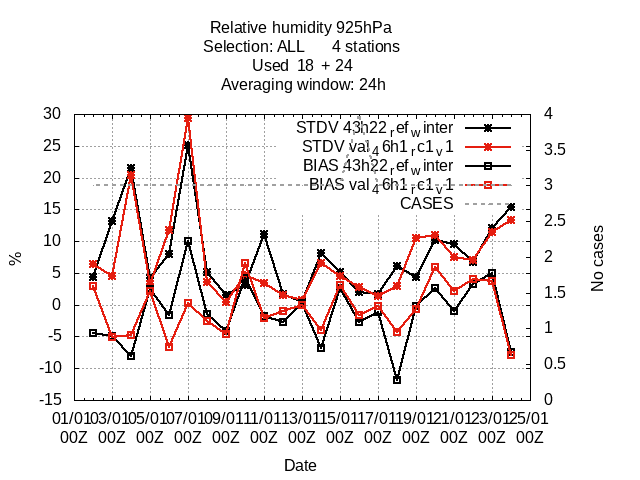 Relative humidity 925hPa
Selection: ALL 4 stations
Used 18 + 24
Averaging window: 24h
30
25
20
15
10
5
0
-5
-10
-15
4
3.5
3
2.5
2
1.5
1
0.5
0
STDV 43h22_ref_winter
STDV val_46h1_rc1_v1
BIAS 43h22_ref_winter
BIAS val_46h1_rc1_v1
CASES
%
No cases
01/01 03/01 05/01 07/01 09/01 11/01 13/01 15/01 17/01 19/01 21/01 23/01 25/01
00Z 00Z 00Z 00Z 00Z 00Z 00Z 00Z 00Z 00Z 00Z 00Z 00Z
Date